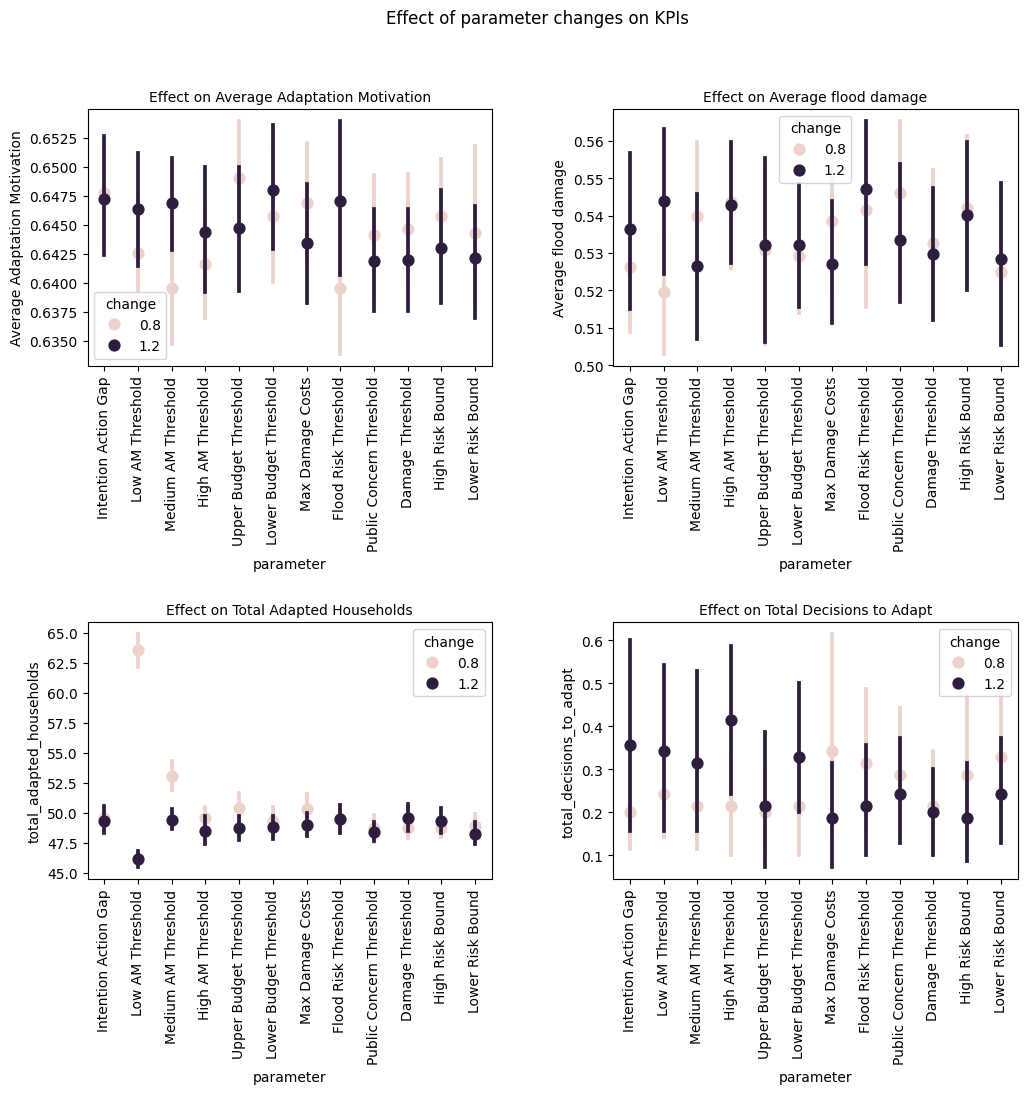 Effect of parameter changes on KPIs
Effect on Average Adaptation Motivation
Average Adaptation Motivation
0.6525
0.6500
0.6475
0.6450
0.6425
0.6400
0.6375
0.6350
change
0.8
1.2
Intention Action Gap
Low AM Threshold
Medium AM Threshold
High AM Threshold
Upper Budget Threshold
Lower Budget Threshold
Max Damage Costs
Flood Risk Threshold
Public Concern Threshold
Damage Threshold
High Risk Bound
Lower Risk Bound
parameter
Effect on Average flood damage
Average flood damage
0.56
0.55
0.54
0.53
0.52
0.51
0.50
change
0.8
1.2
Intention Action Gap
Low AM Threshold
Medium AM Threshold
High AM Threshold
Upper Budget Threshold
Lower Budget Threshold
Max Damage Costs
Flood Risk Threshold
Public Concern Threshold
Damage Threshold
High Risk Bound
Lower Risk Bound
parameter
Effect on Total Adapted Households
total_adapted_households
65.0
62.5
60.0
57.5
55.0
52.5
50.0
47.5
45.0
change
0.8
1.2
Intention Action Gap
Low AM Threshold
Medium AM Threshold
High AM Threshold
Upper Budget Threshold
Lower Budget Threshold
Max Damage Costs
Flood Risk Threshold
Public Concern Threshold
Damage Threshold
High Risk Bound
Lower Risk Bound
parameter
Effect on Total Decisions to Adapt
total_decisions_to_adapt
0.6
0.5
0.4
0.3
0.2
0.1
change
0.8
1.2
Intention Action Gap
Low AM Threshold
Medium AM Threshold
High AM Threshold
Upper Budget Threshold
Lower Budget Threshold
Max Damage Costs
Flood Risk Threshold
Public Concern Threshold
Damage Threshold
High Risk Bound
Lower Risk Bound
parameter